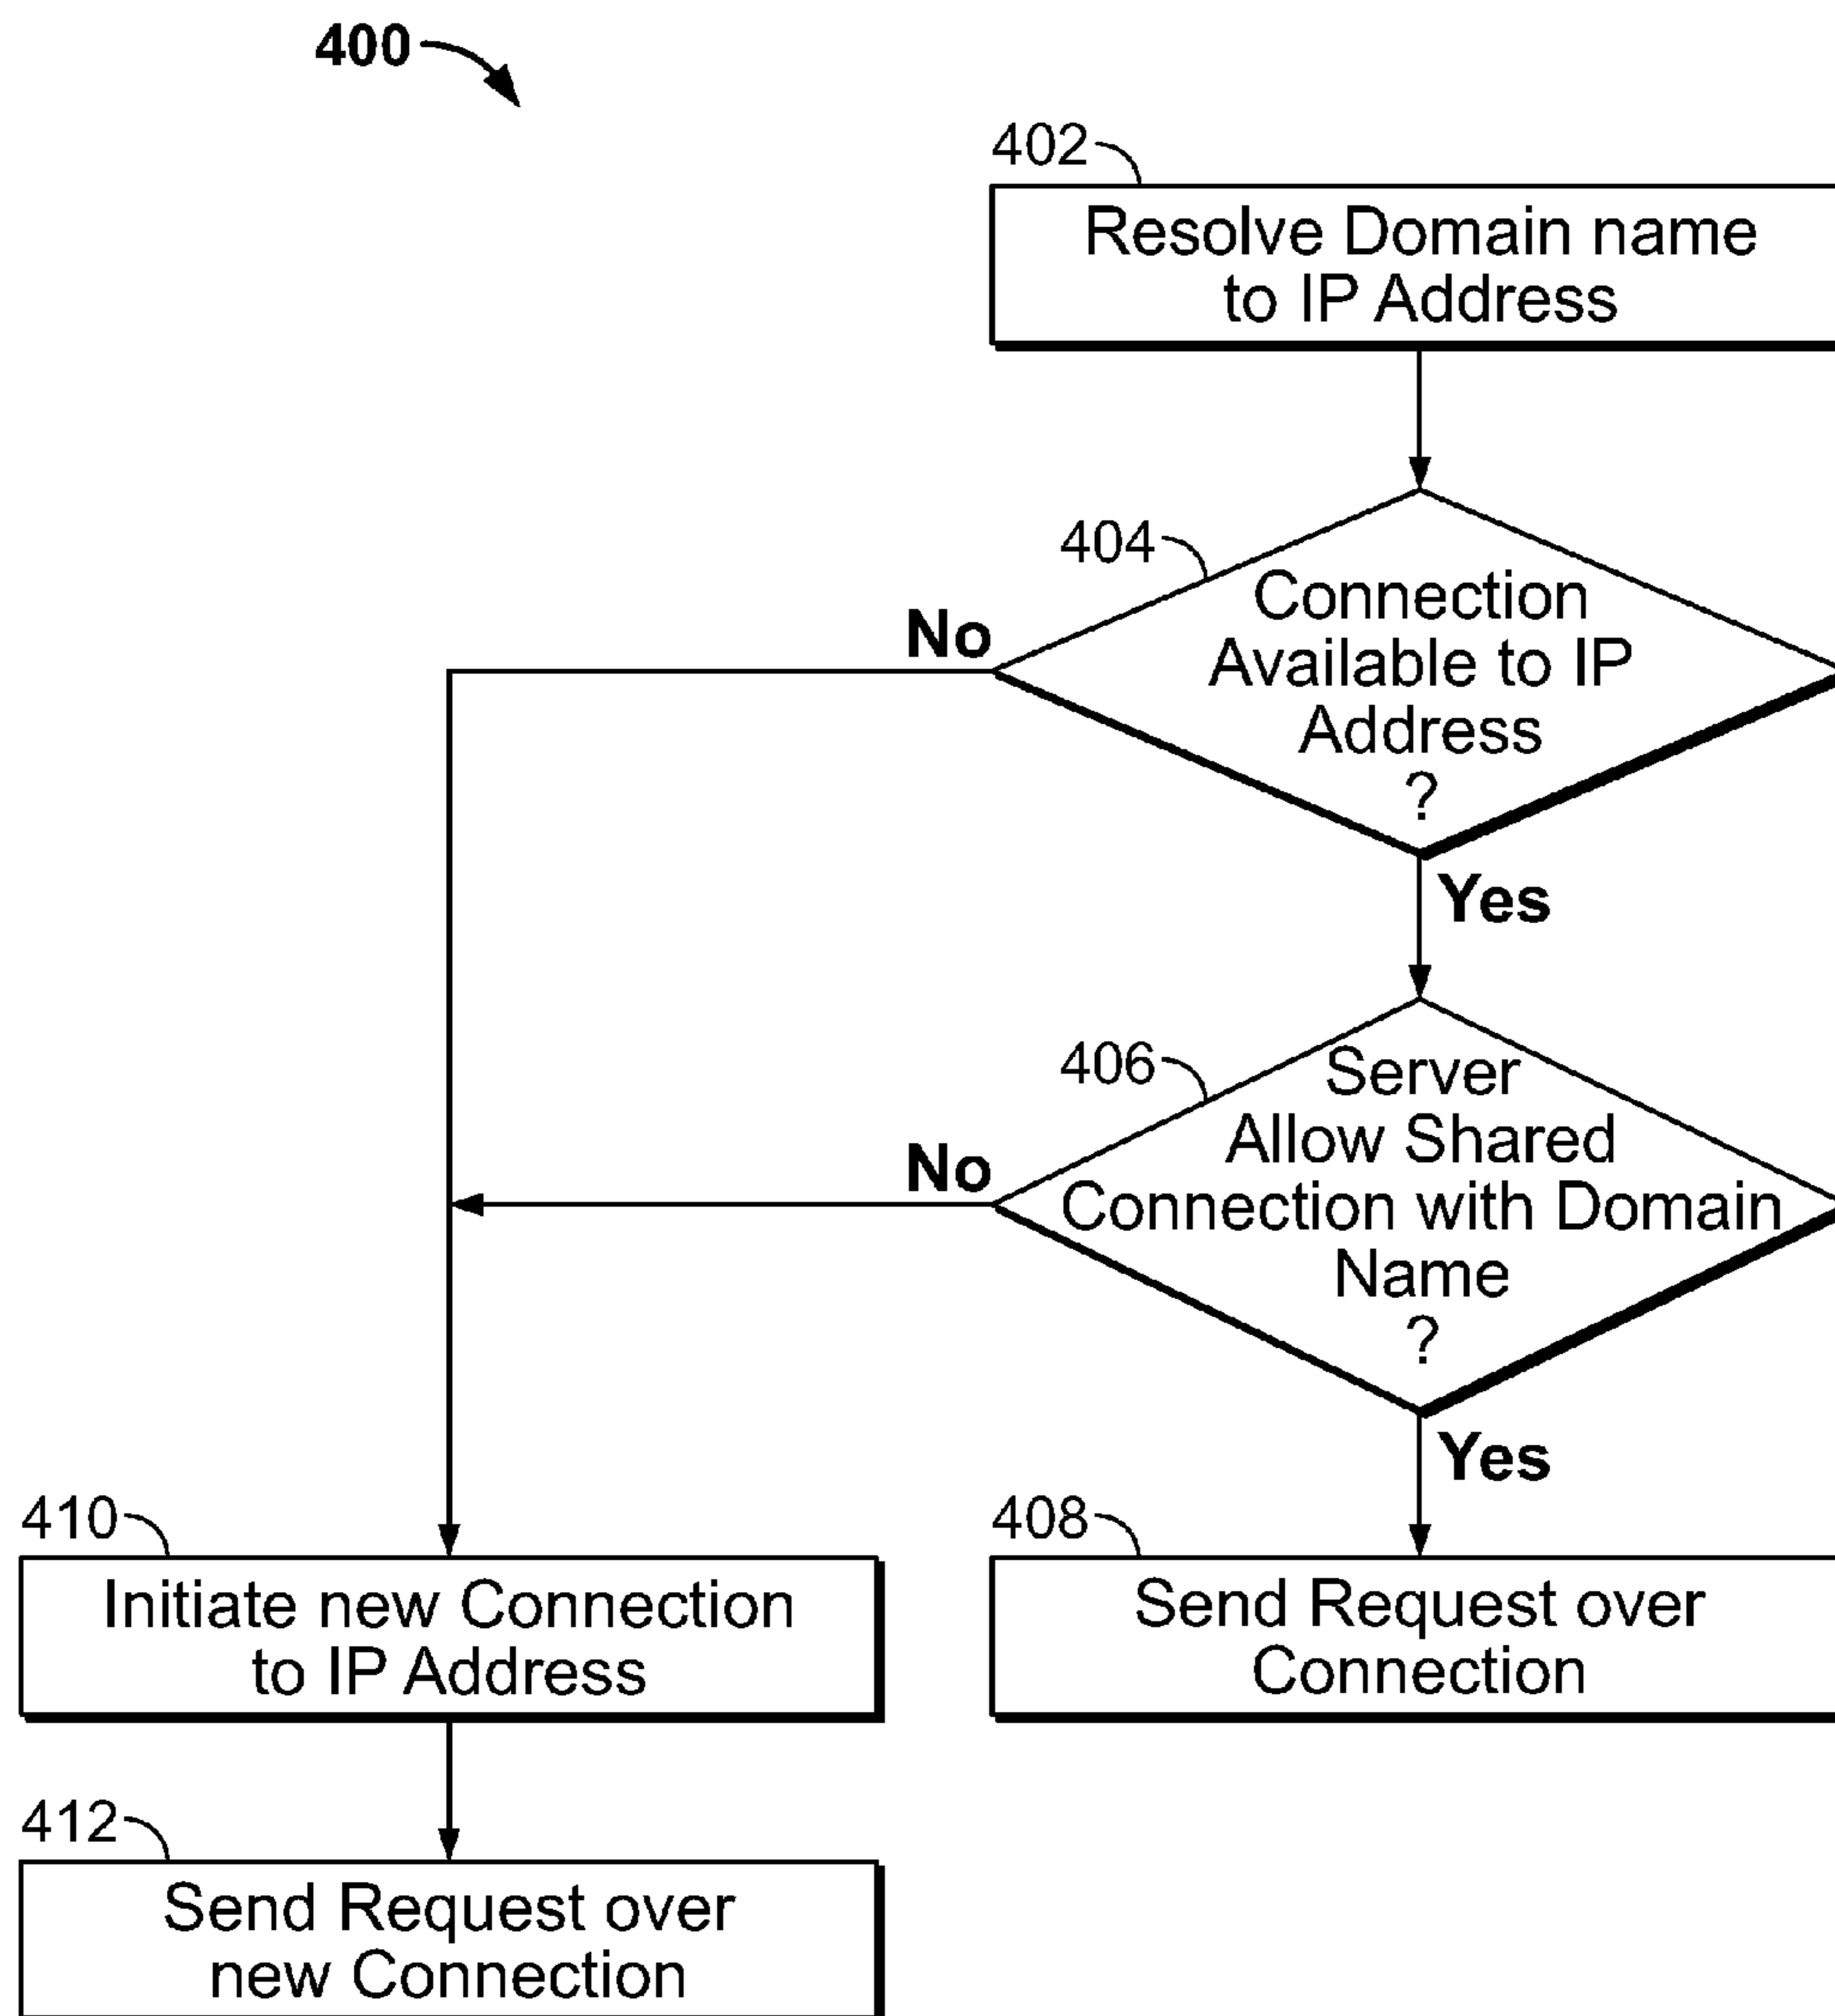 400
402
Resolve Domain name
to IP Address
404
Connection
Available to IP
Address
?
No
Yes
406
Server
Allow Shared
Connection with Domain
Name
?
No
Yes
410
Initiate new Connection
to IP Address
408
Send Request over
Connection
412
Send Request over
new Connection